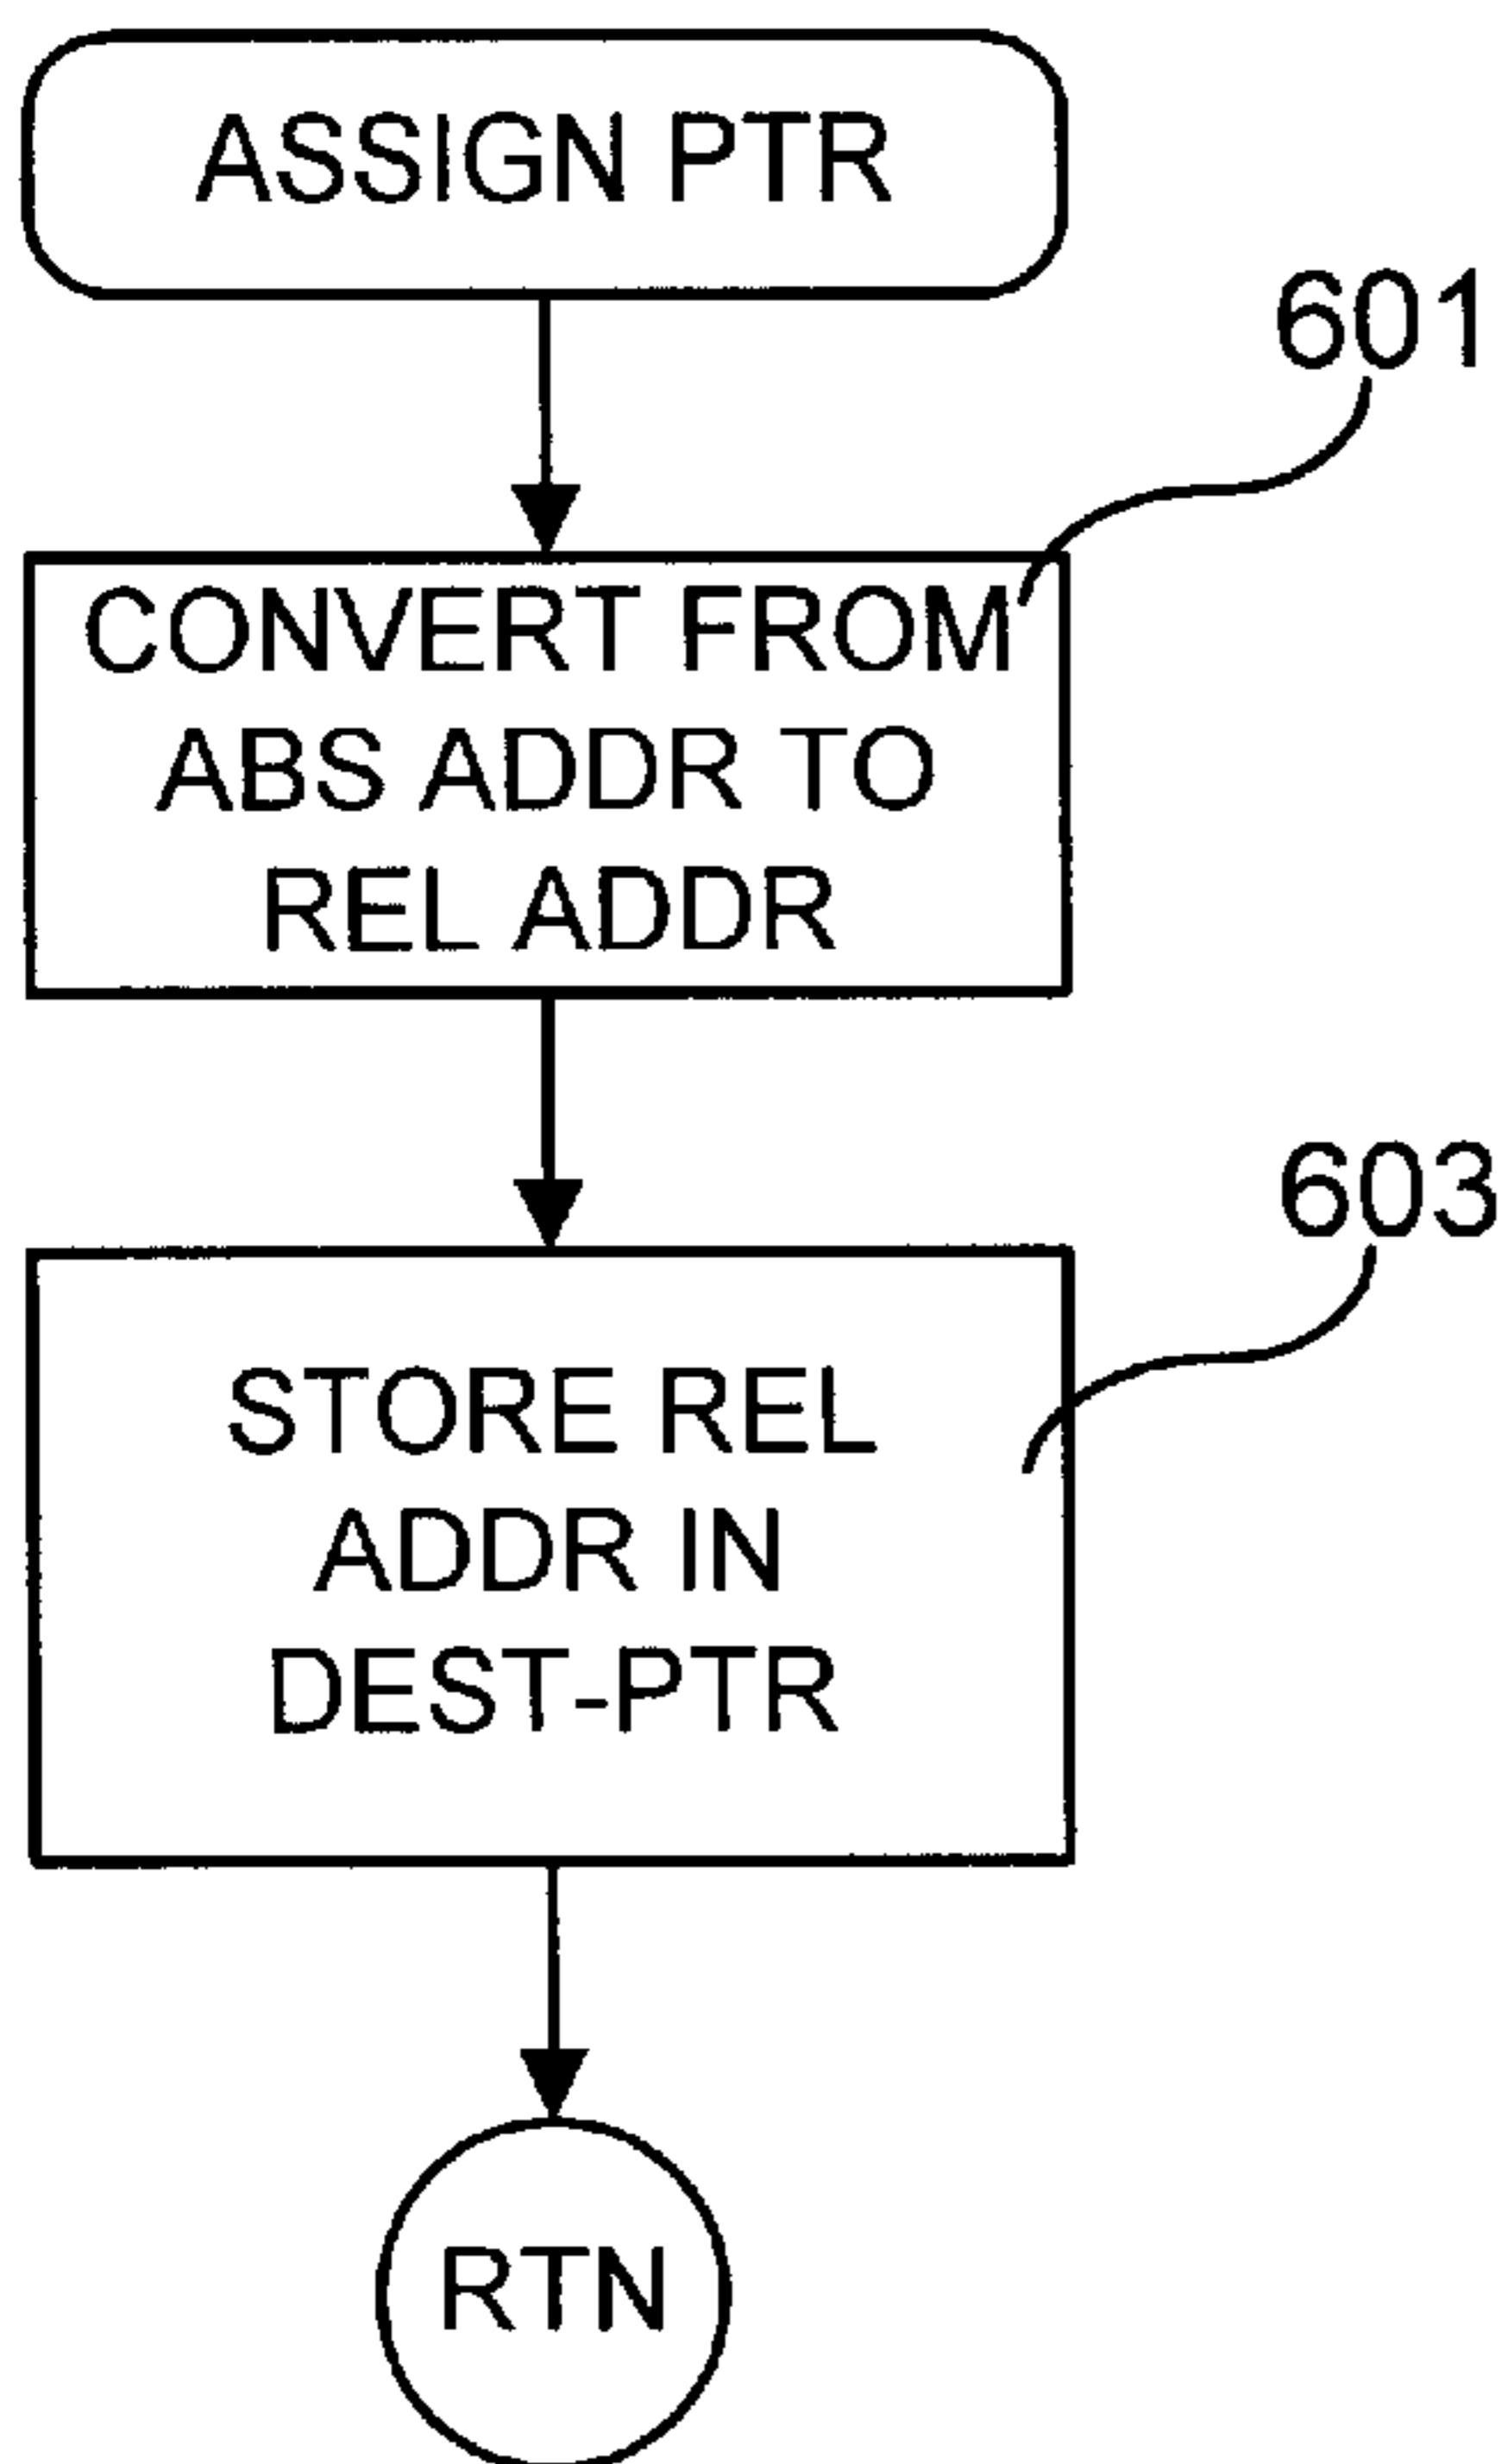 ASSIGN PTR
601
CONVERT FROM
ABS ADDR TO
REL ADDR
603
STORE REL
ADDR IN
DEST-PTR
RTN